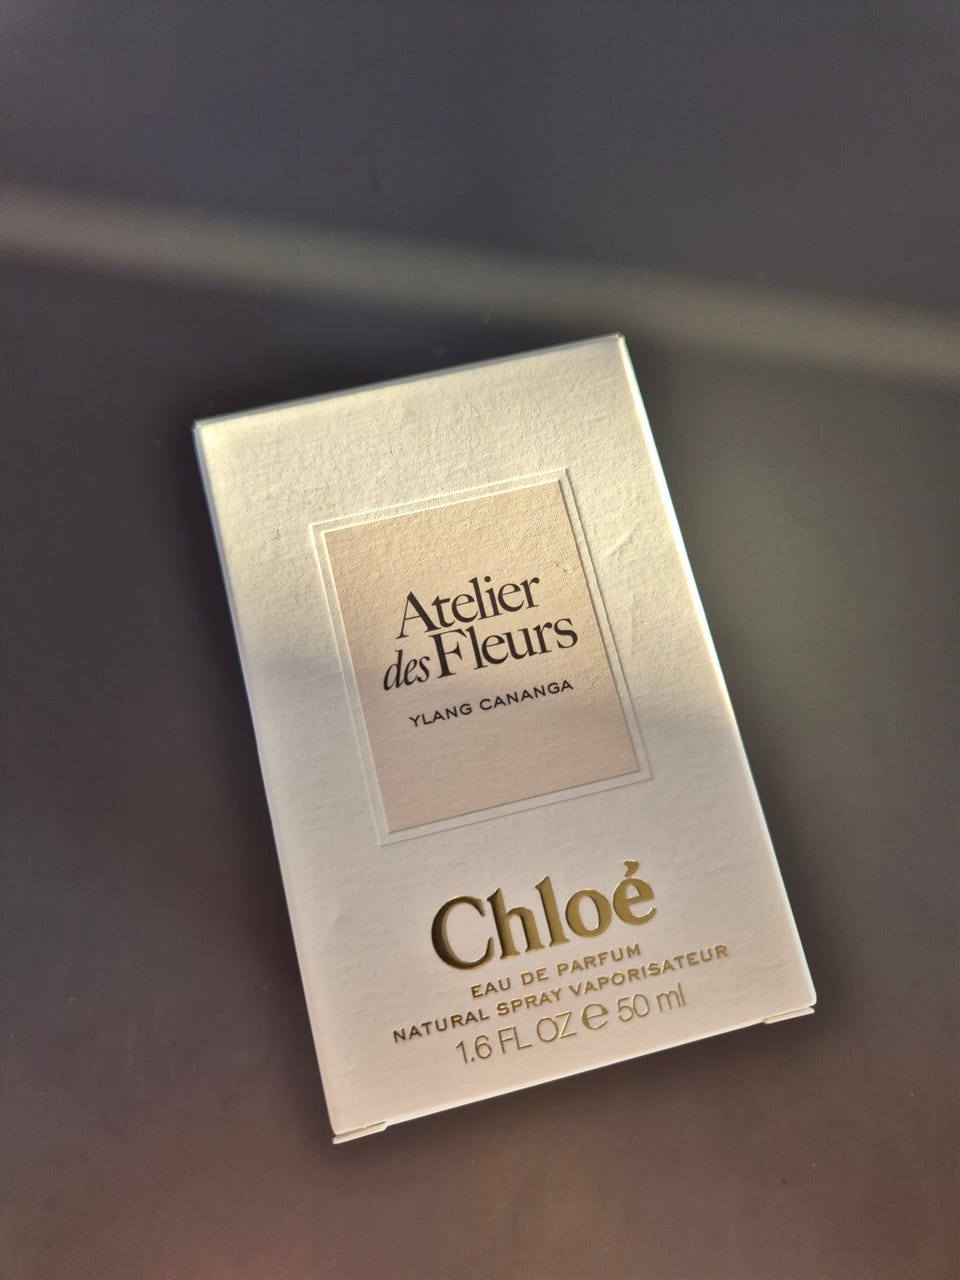 Atelier
des Fleurs
YLANG CANANGA
Chloé
EAU DE PARFUM
NATURAL SPRAY VAPORISATEUR
1.6 FL OZ ℮ 50 ml